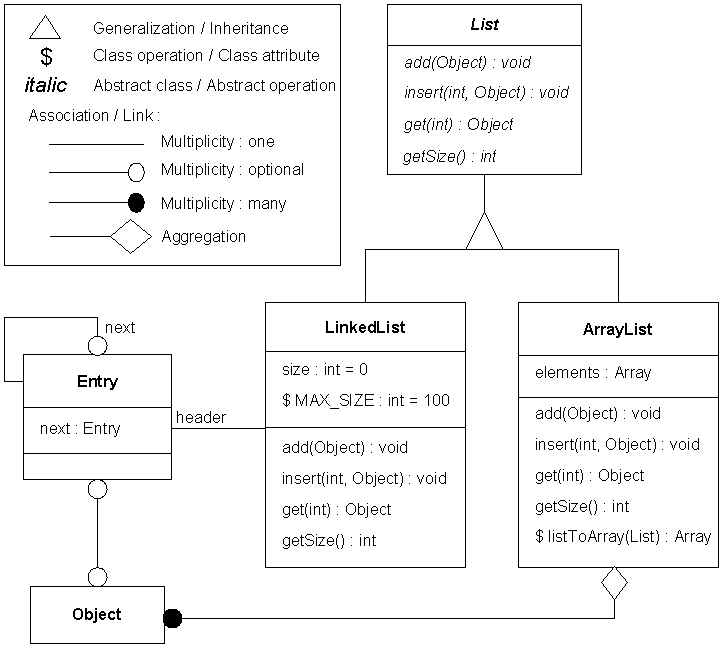 Generalization / Inheritance
$ Class operation / Class attribute
italic Abstract class / Abstract operation
Association / Link :
Multiplicity : one
Multiplicity : optional
Multiplicity : many
Aggregation
List
add(Object) : void
insert(int, Object) : void
get(int) : Object
getSize() : int
next
Entry
next : Entry
header
LinkedList
size : int = 0
$ MAX_SIZE : int = 100
add(Object) : void
insert(int, Object) : void
get(int) : Object
getSize() : int
ArrayList
elements : Array
add(Object) : void
insert(int, Object) : void
get(int) : Object
getSize() : int
$ listToArray(List) : Array
Object